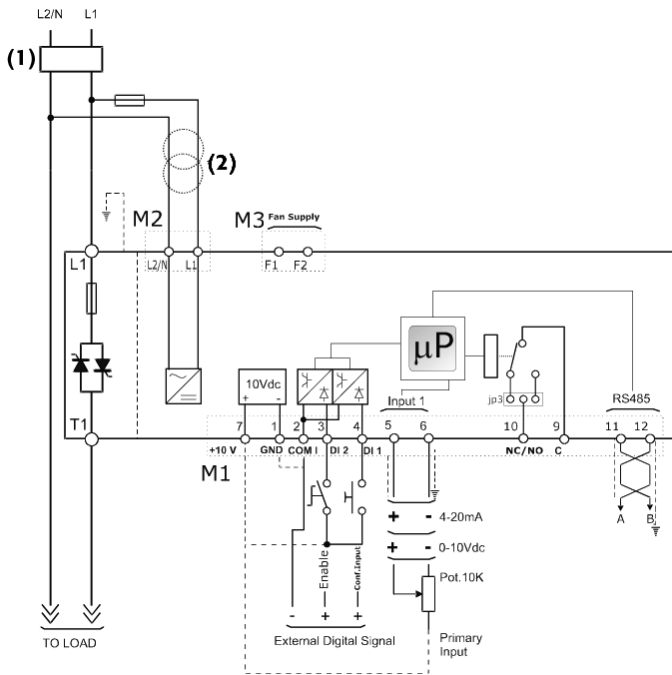 L2/N L1
(1)
(2)
M2 M3 Fan Supply
L1 L2/N L1 F1 F2
µP
10Vdc
+ -
Input 1
jp3
RS485
T1
7 1 2 3 4 5 6 10 9 11 12
+10 V GND COM I DI 2 DI 1 NC/NO C
M1
+ - 4-20mA
A B
+ - 0-10Vdc
Enable
Conf.Input
Pot.10K
- + +
TO LOAD
External Digital Signal
Primary
Input